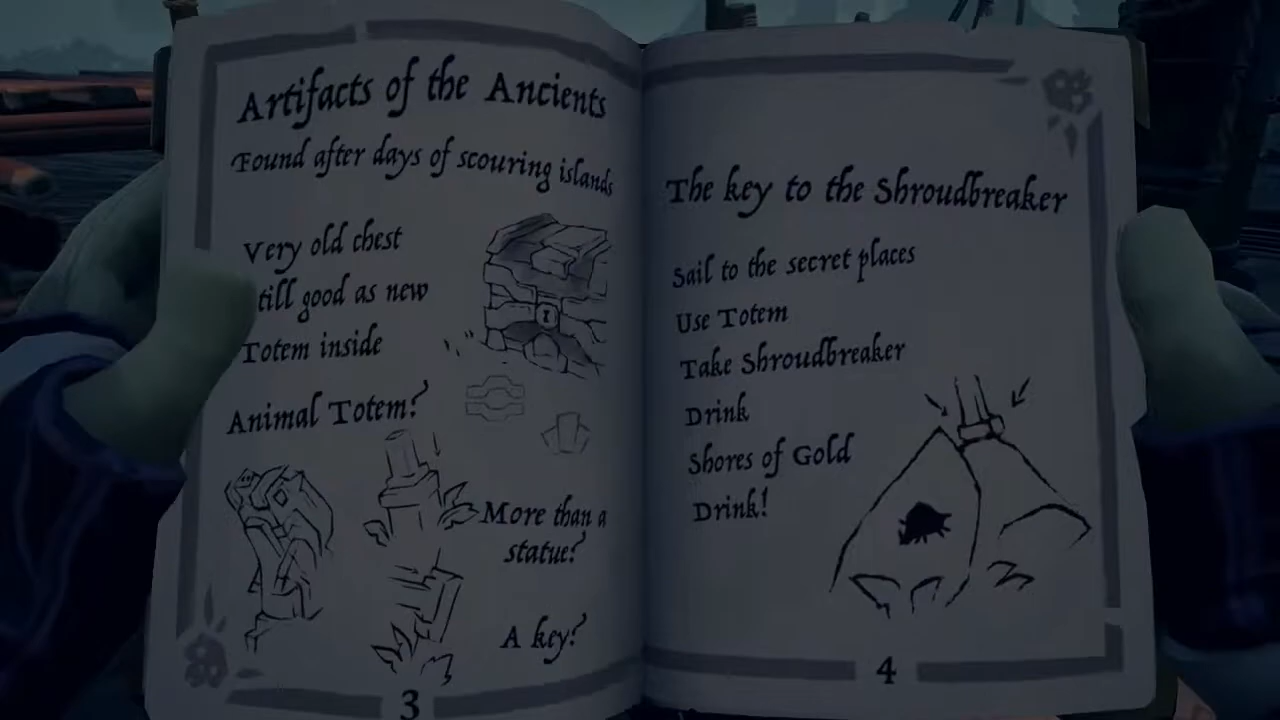 Artifacts of the Ancients
Found after days of scouring islands
Very old chest
till good as new
Totem inside
Animal Totem?
More than a
statue?
A key?
3
The key to the Shroudbreaker
Sail to the secret places
Use Totem
Take Shroudbreaker
Drink
Shores of Gold
Drink!
4